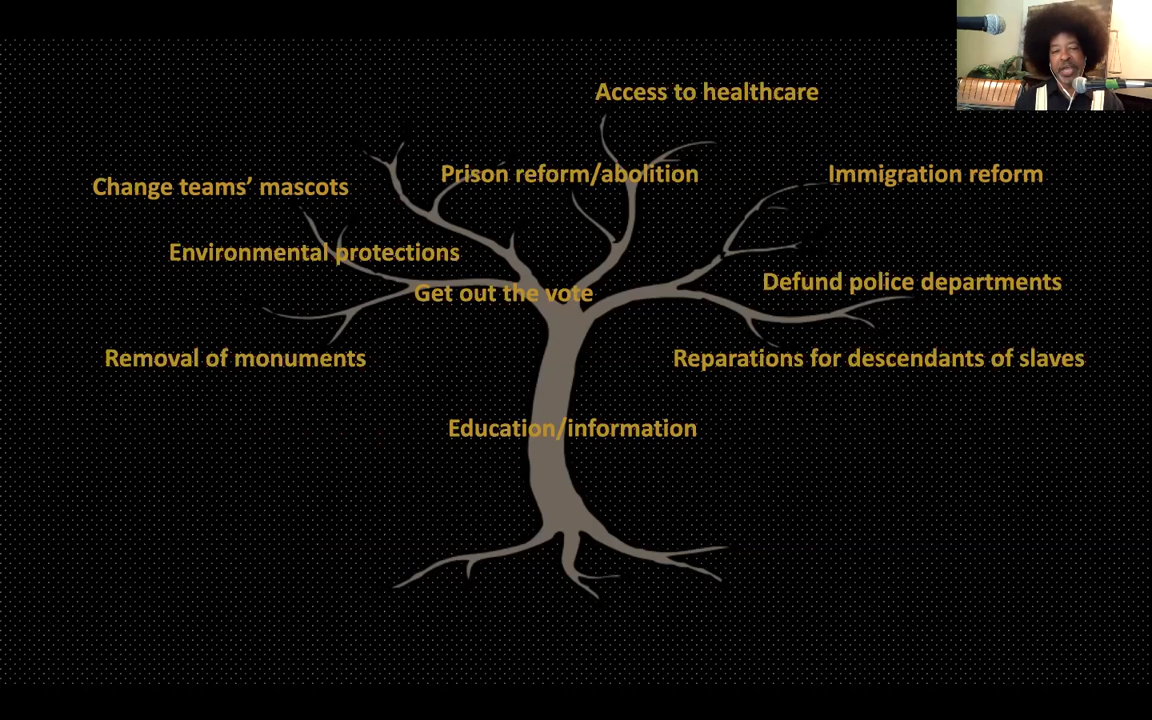 Access to healthcare
Prison reform/abolition
Immigration reform
Change teams’ mascots
Environmental protections
Defund police departments
Get out the vote
Removal of monuments
Reparations for descendants of slaves
Education/information